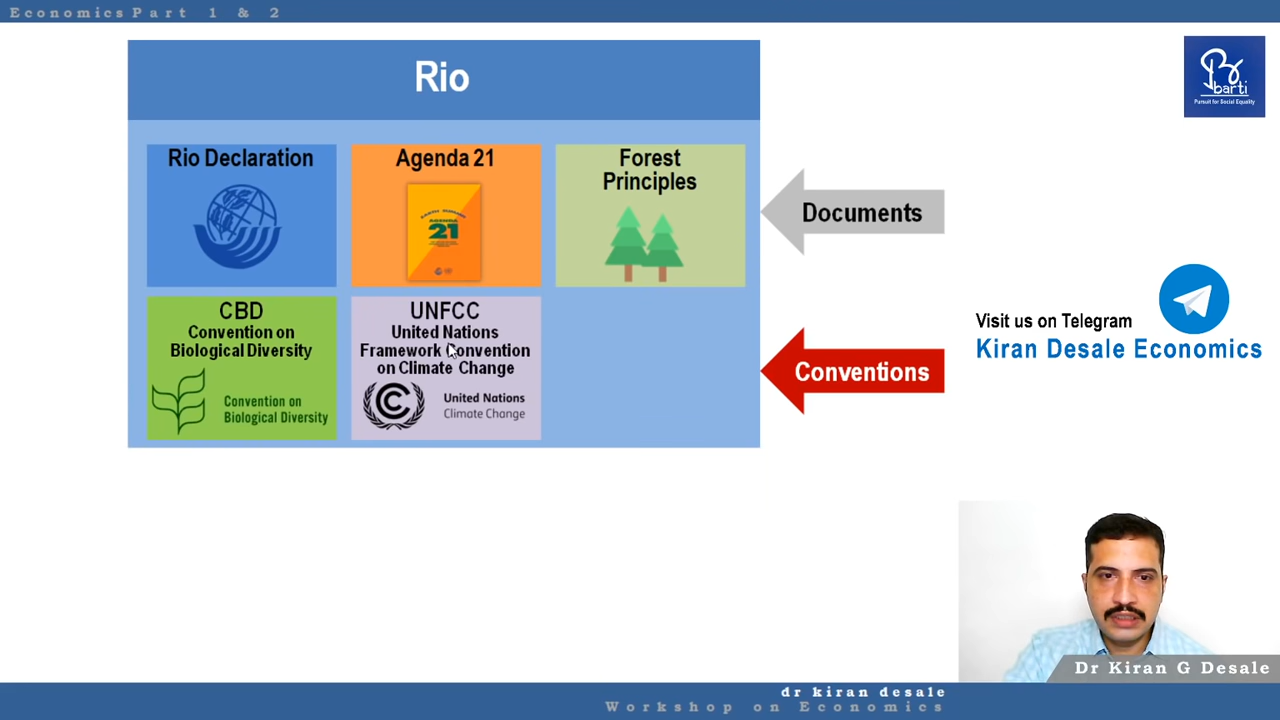 Economics Part 1 & 2
Rio
barti
Pursuit for Social Equality
Rio Declaration
Agenda 21
AGENDA
21
Forest
Principles
Documents
CBD
Convention on
Biological Diversity
Convention on
Biological Diversity
UNFCC
United Nations
Framework Convention
on Climate Change
United Nations
Climate Change
Conventions
Visit us on Telegram
Kiran Desale Economics
Dr Kiran G Desale
dr kiran desale
Workshop on Economics